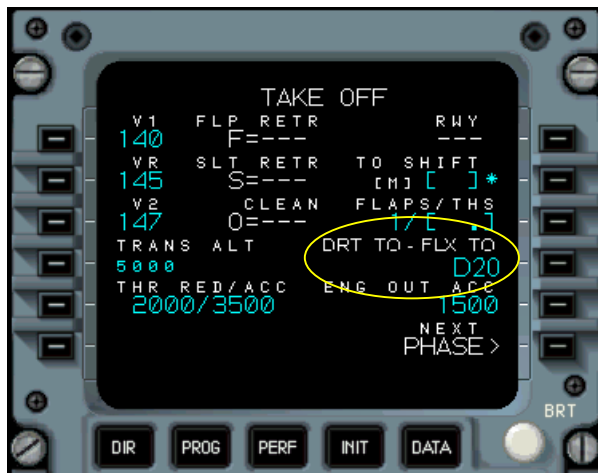 TAKE OFF
V1 FLP RETR RWY
140 F=--- ---
VR SLT RETR TO SHIFT
145 S=--- [M] [ ]*
V2 CLEAN FLAPS/THS
147 O=--- 1/[ .]
TRANS ALT DRT TO-FLX TO
5000 D20
THR RED/ACC ENG OUT ACC
2000/3500 1500
NEXT
PHASE>
BRT
DIR PROG PERF INIT DATA